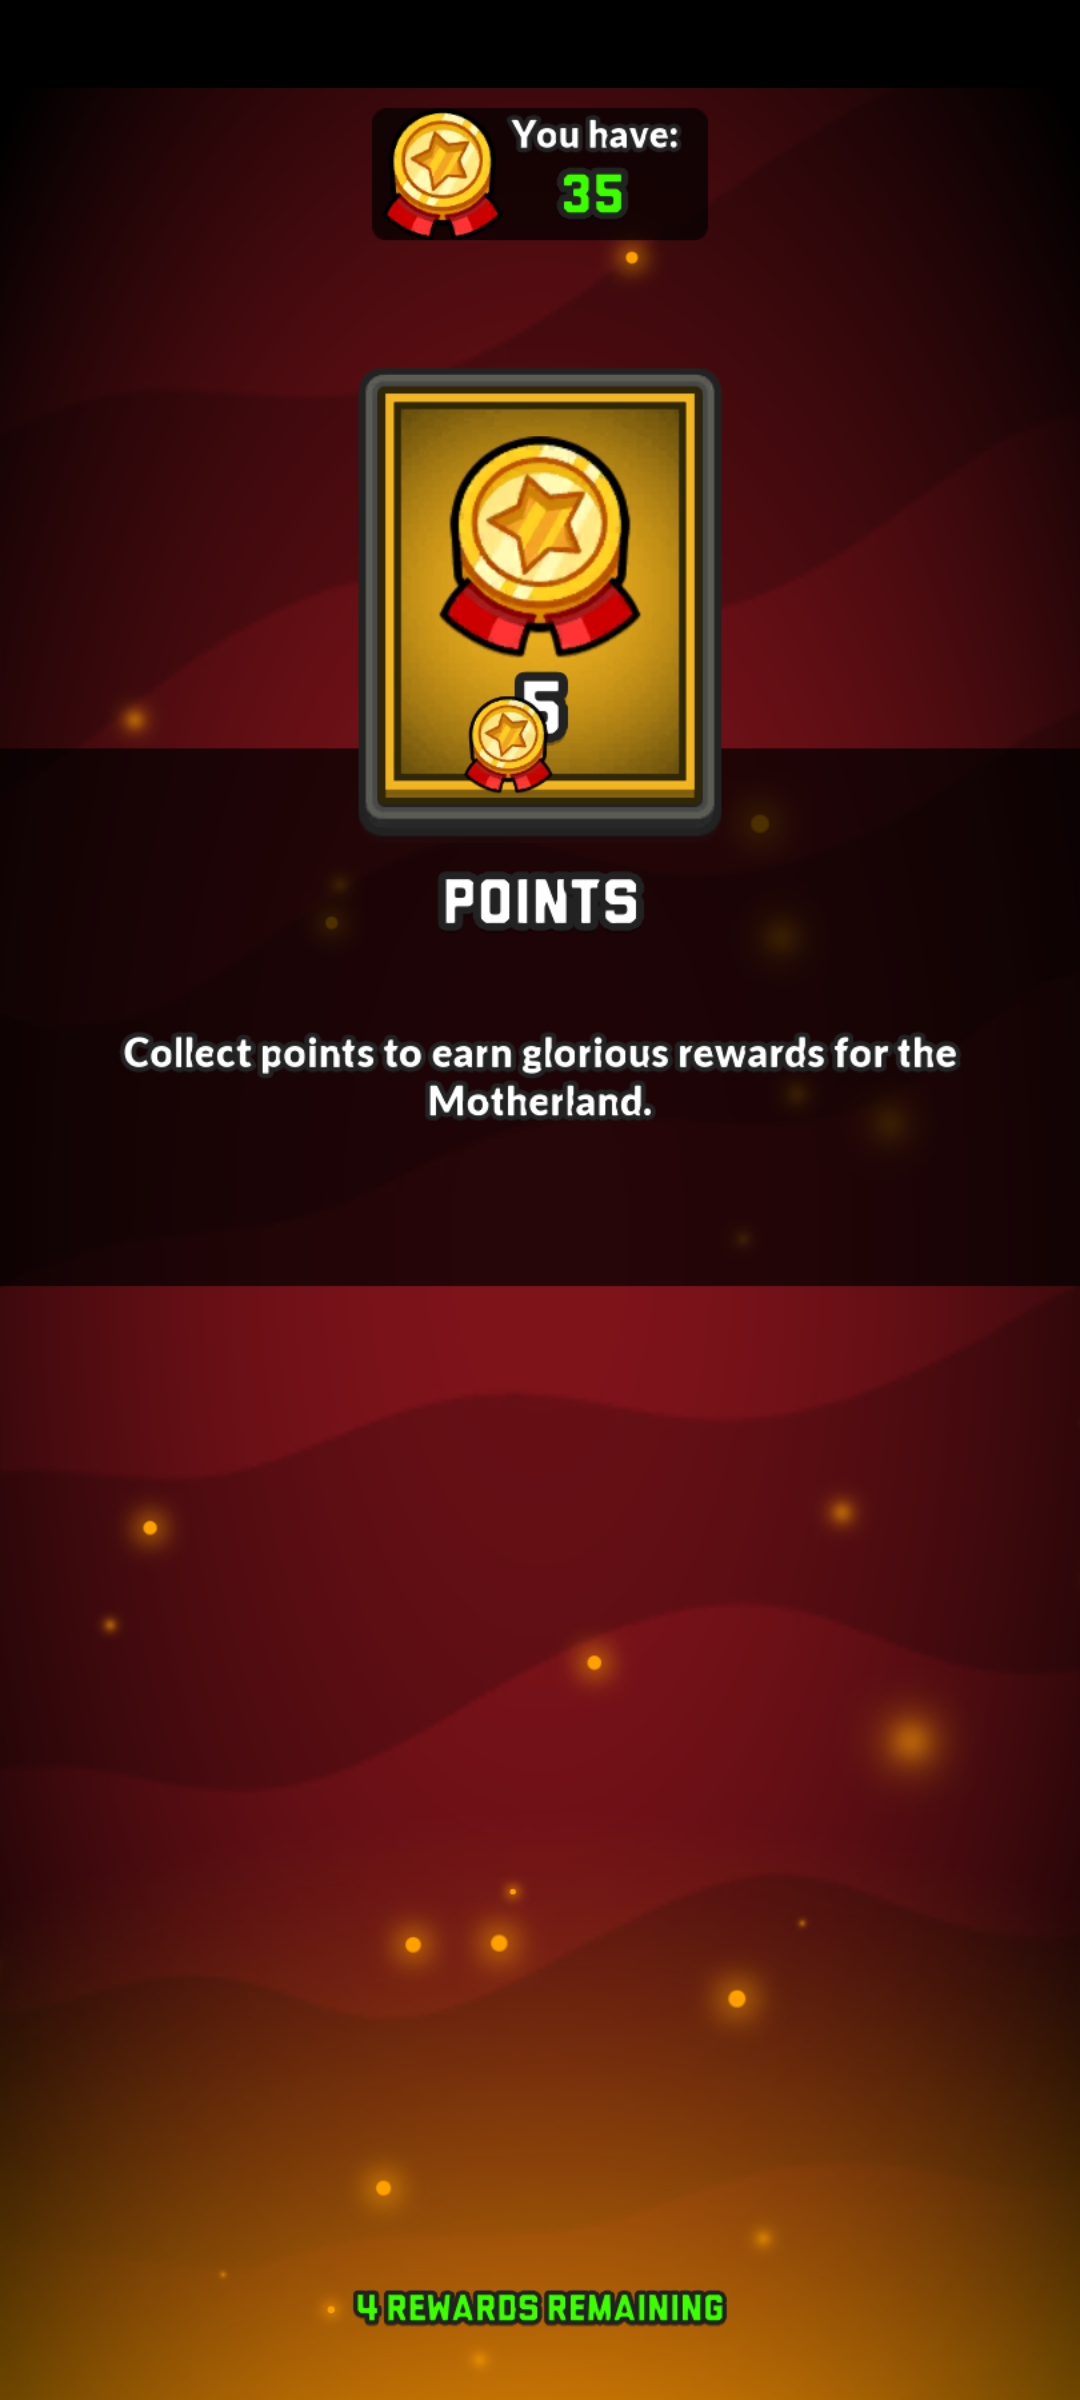 You have:
35
5
POINTS
Collect points to earn glorious rewards for the
Motherland.
4 REWARDS REMAINING